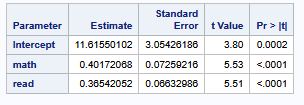 Parameter Estimate Standard Error t Value Pr > |t|
Intercept 11.61550102 3.05426186 3.80 0.0002
math 0.40172068 0.07259216 5.53 <.0001
read 0.36542052 0.06632986 5.51 <.0001